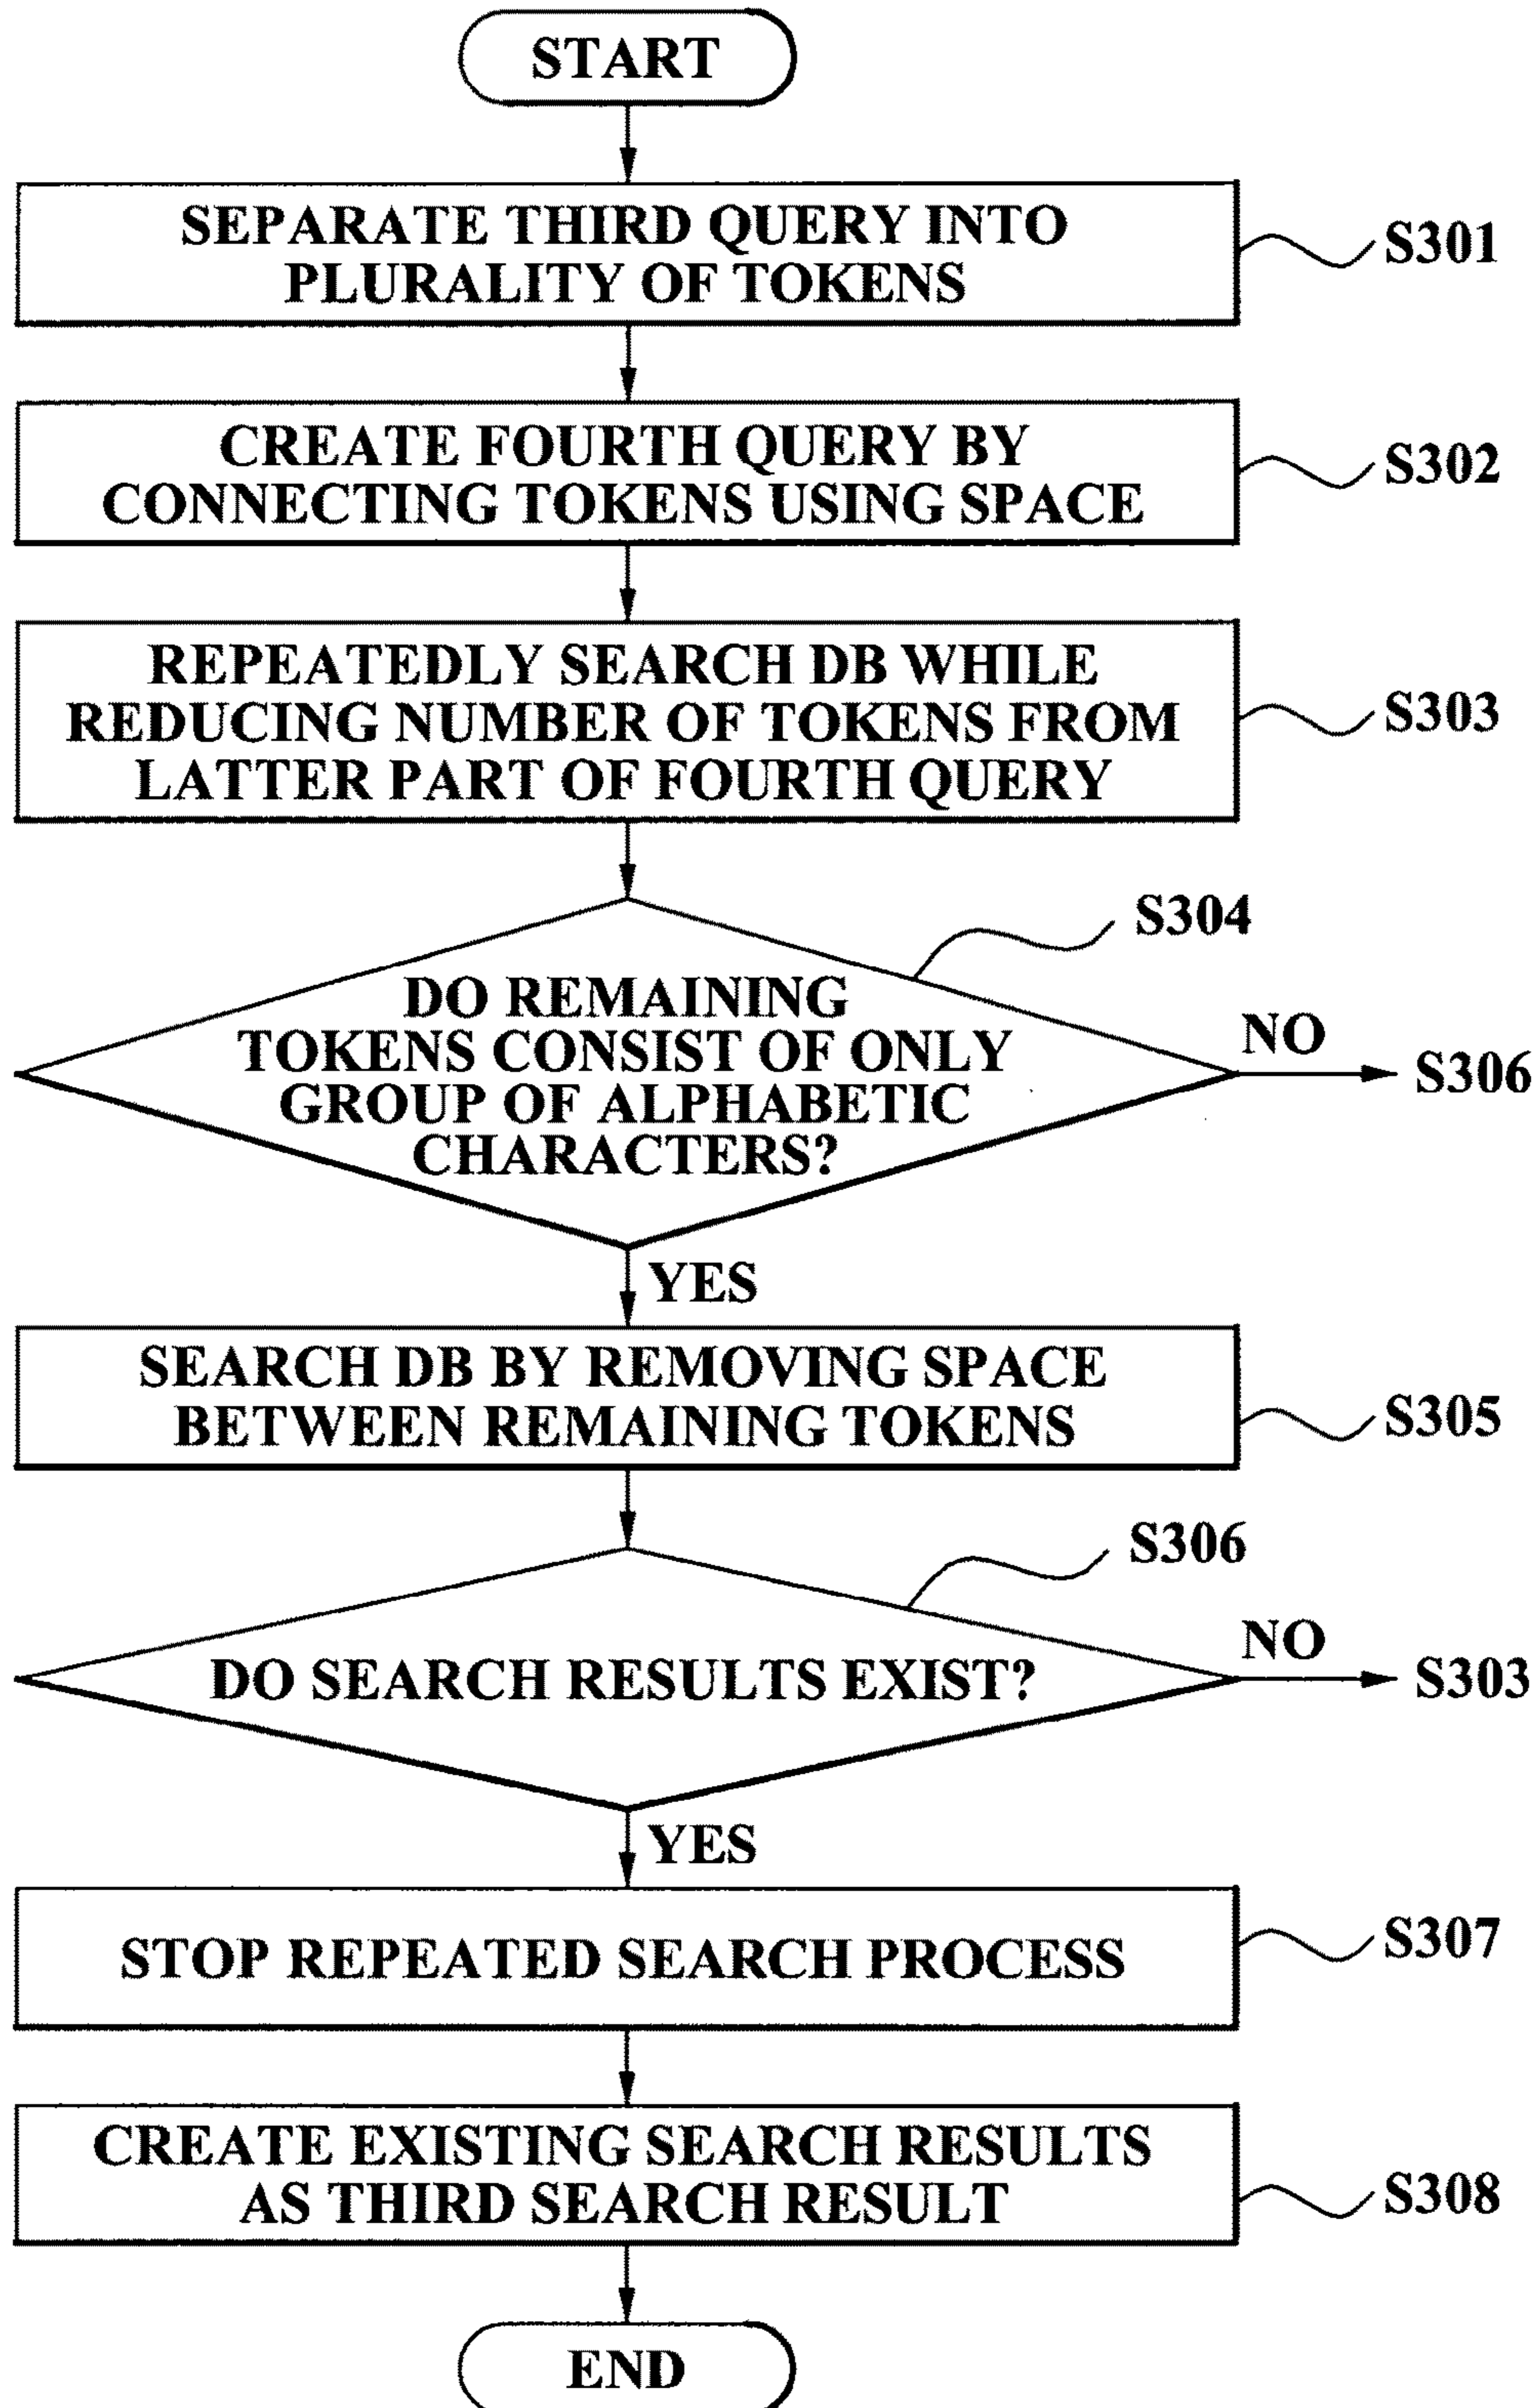 START
SEPARATE THIRD QUERY INTO
PLURALITY OF TOKENS
S301
CREATE FOURTH QUERY BY
CONNECTING TOKENS USING SPACE
S302
REPEATEDLY SEARCH DB WHILE
REDUCING NUMBER OF TOKENS FROM
LATTER PART OF FOURTH QUERY
S303
S304
DO REMAINING
TOKENS CONSIST OF ONLY
GROUP OF ALPHABETIC
CHARACTERS?
NO
S306
YES
SEARCH DB BY REMOVING SPACE
BETWEEN REMAINING TOKENS
S305
S306
DO SEARCH RESULTS EXIST?
NO
S303
YES
STOP REPEATED SEARCH PROCESS
S307
CREATE EXISTING SEARCH RESULTS
AS THIRD SEARCH RESULT
S308
END